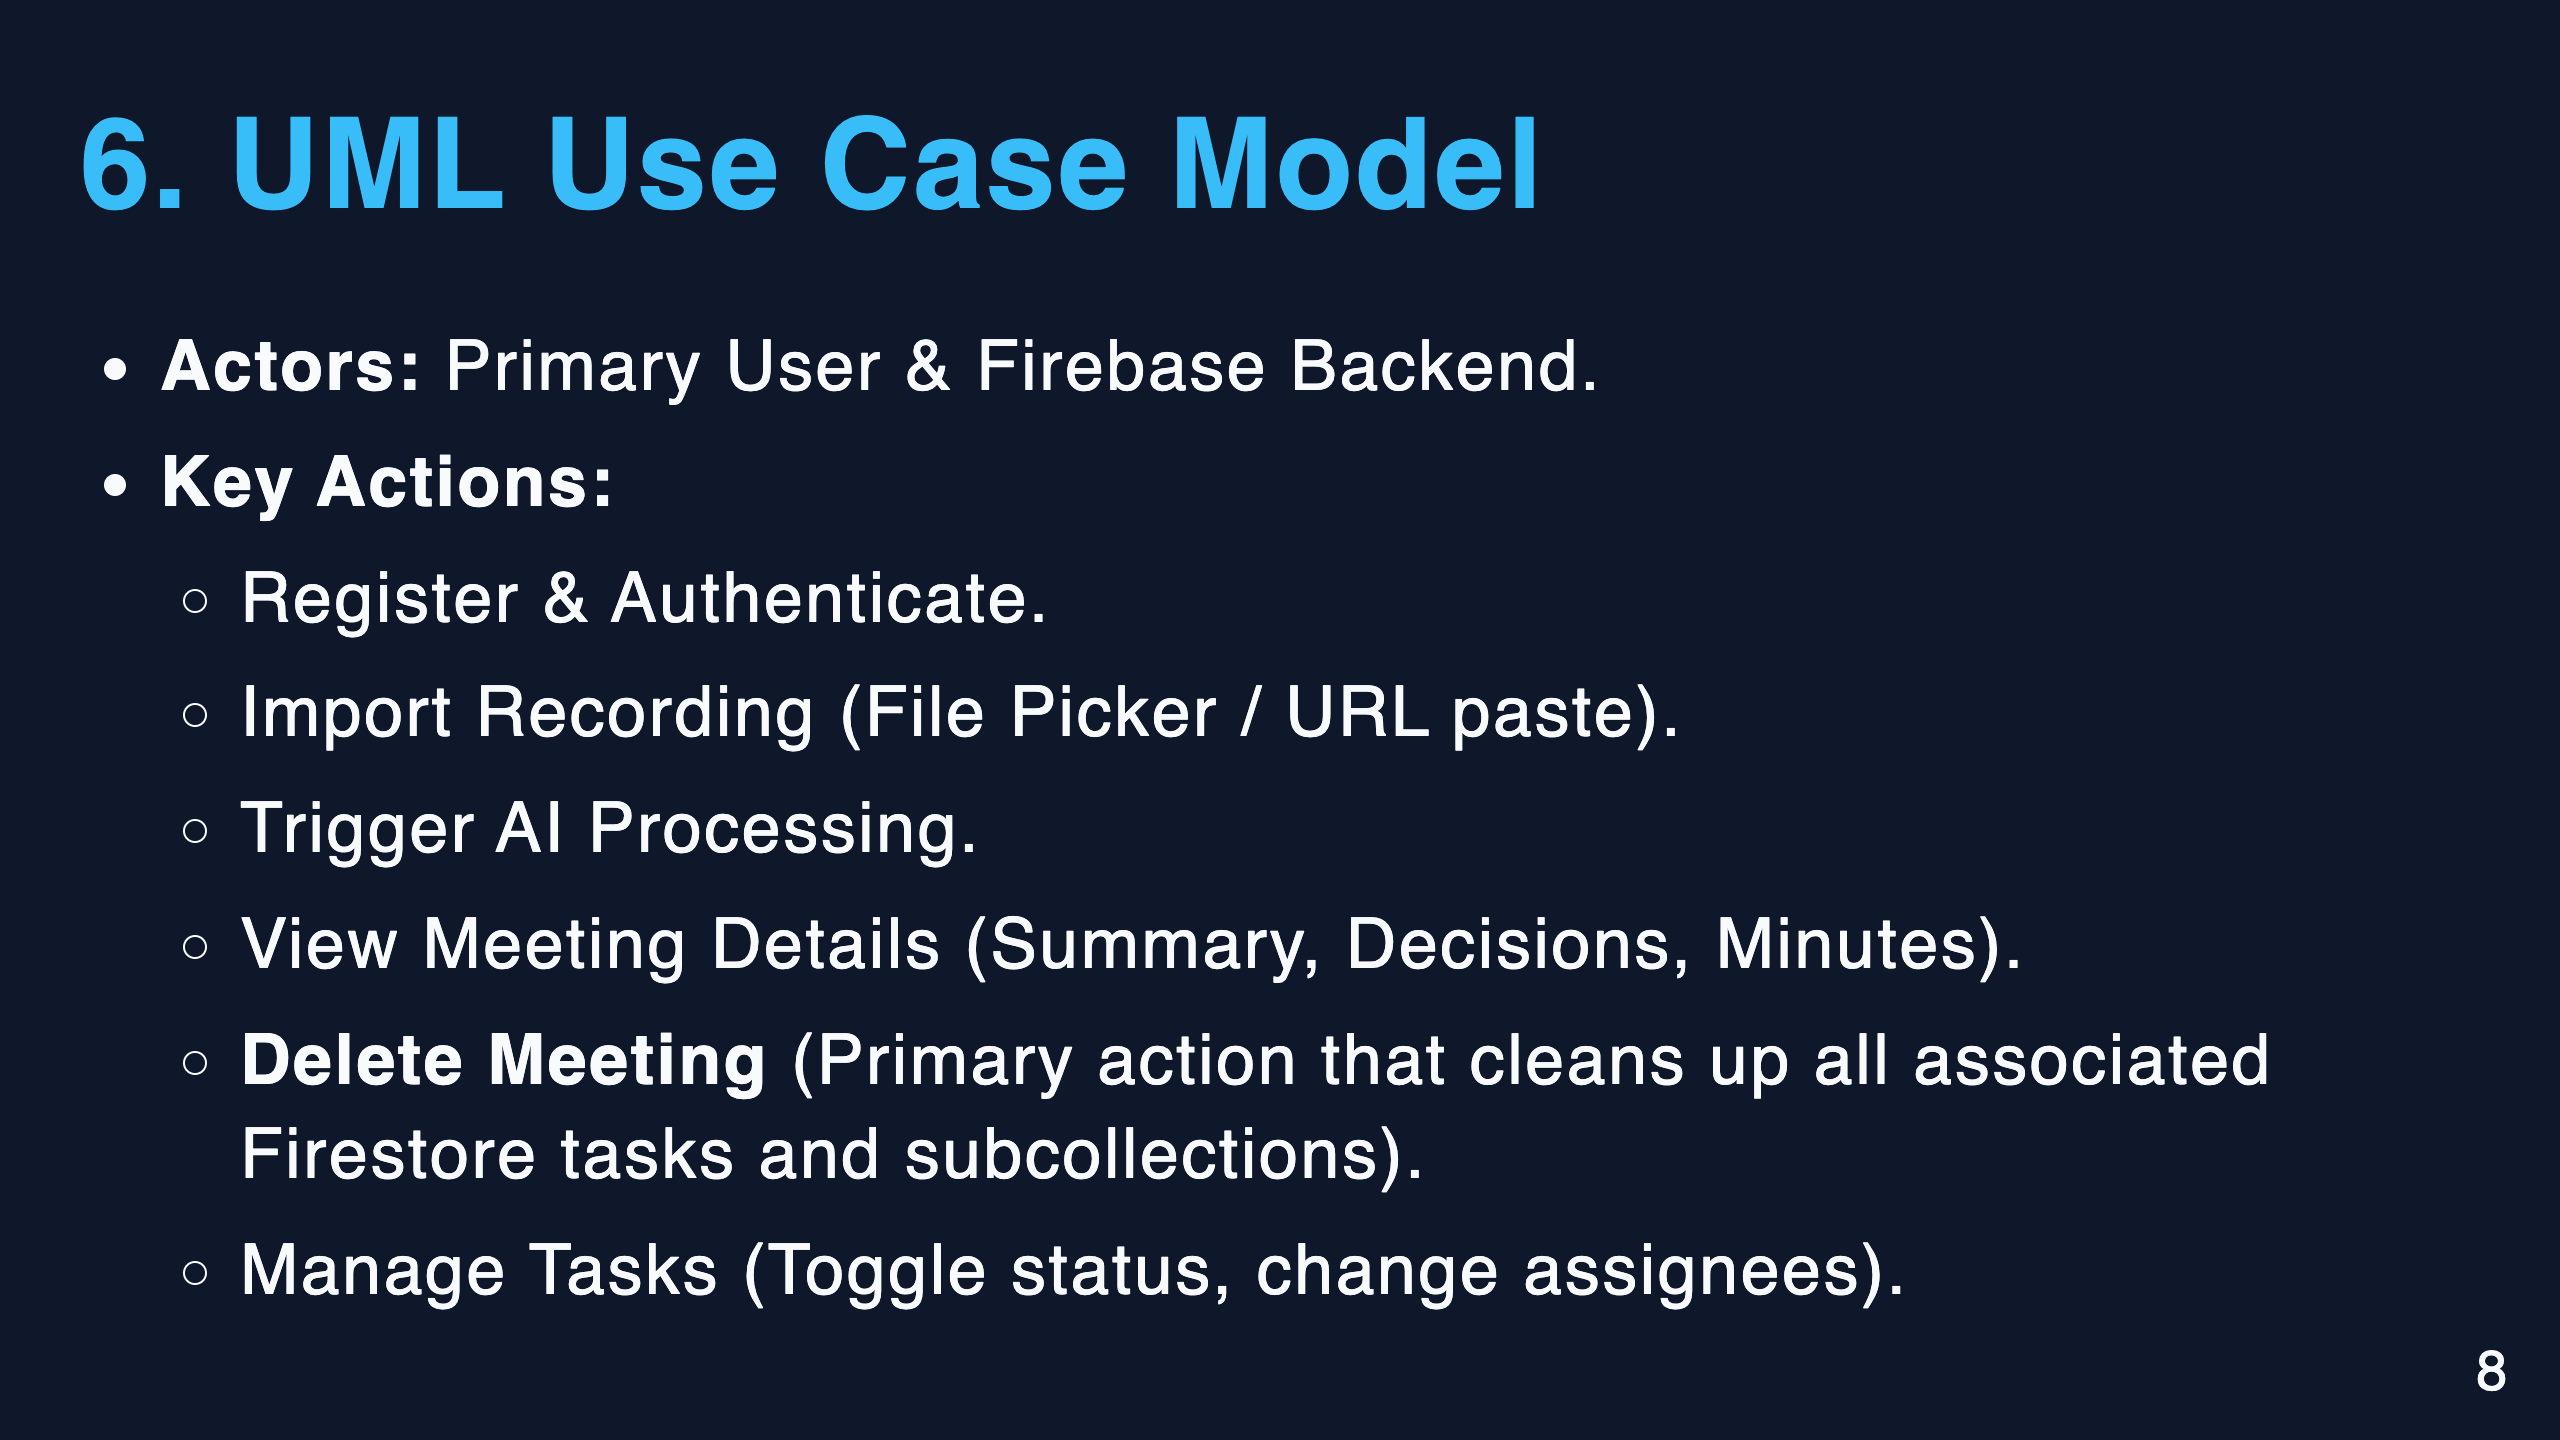 6. UML Use Case Model
• Actors: Primary User & Firebase Backend.
• Key Actions:
○ Register & Authenticate.
○ Import Recording (File Picker / URL paste).
○ Trigger AI Processing.
○ View Meeting Details (Summary, Decisions, Minutes).
○ Delete Meeting (Primary action that cleans up all associated
Firestore tasks and subcollections).
○ Manage Tasks (Toggle status, change assignees).
8